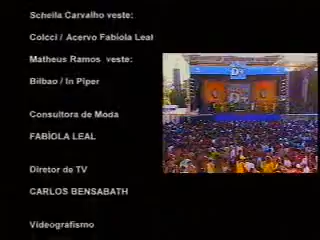 Scheila Carvalho veste:
Colcci / Acervo Fabíola Leal
Matheus Ramos veste:
Bilbao / In Piper
Consultora de Moda
FABÍOLA LEAL
Diretor de TV
CARLOS BENSABATH
Videografismo